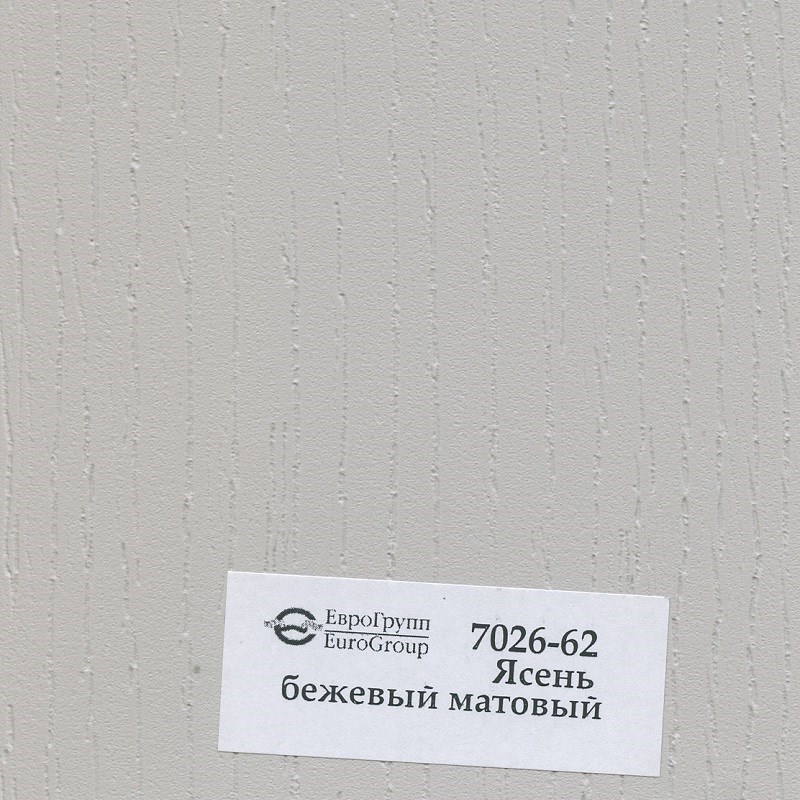 ЕвроГрупп
EuroGroup
7026-62
Ясень
бежевый матовый